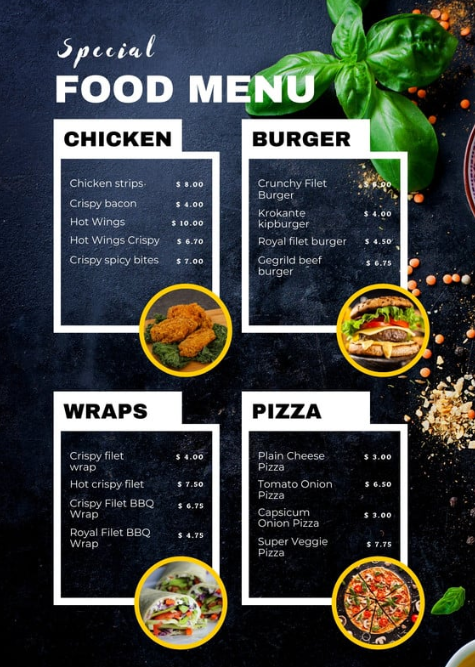 Special
FOOD MENU
CHICKEN
Chicken strips $ 8.00
Crispy bacon $ 4.00
Hot Wings $ 10.00
Hot Wings Crispy $ 6.70
Crispy spicy bites $ 7.00
BURGER
Crunchy Filet $ 6.00
Burger
Krokante $ 4.00
kipburger
Royal filet burger $ 4.50
Gegrild beef $ 6.75
burger
WRAPS
Crispy filet $ 4.00
wrap
Hot crispy filet $ 7.50
Crispy Filet BBQ $ 6.75
Wrap
Royal Filet BBQ $ 4.75
Wrap
PIZZA
Plain Cheese $ 3.00
Pizza
Tomato Onion $ 6.50
Pizza
Capsicum $ 3.00
Onion Pizza
Super Veggie $ 7.75
Pizza